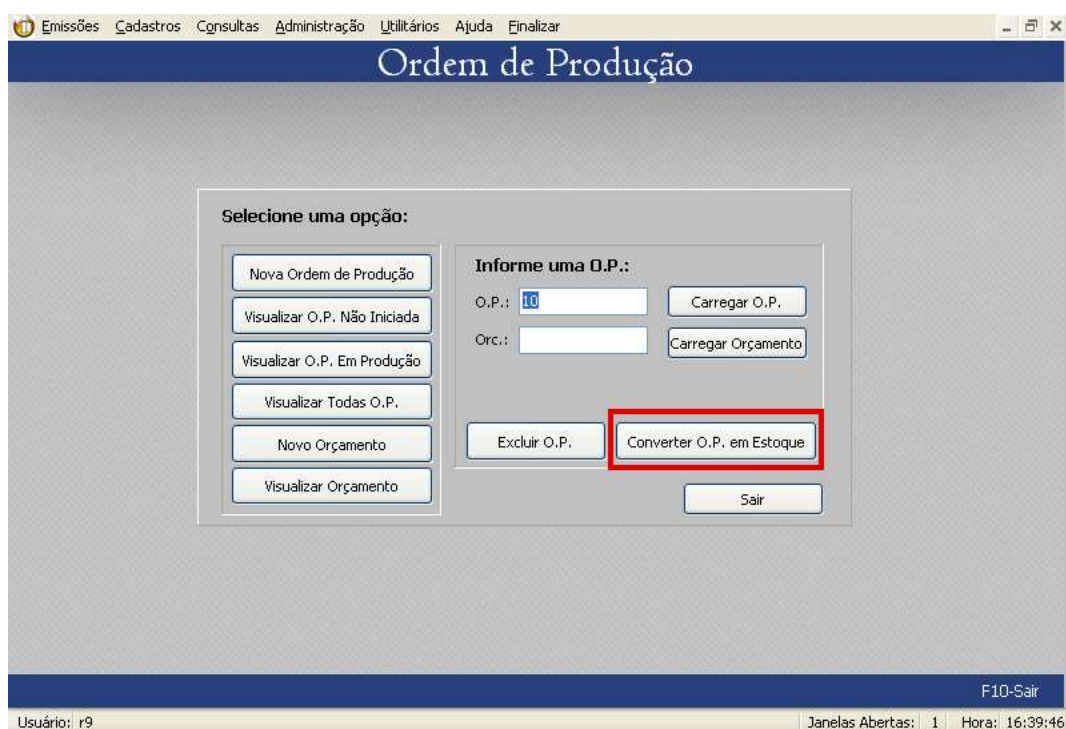 Emissões Cadastros Consultas Administração Utilitários Ajuda Finalizar
Ordem de Produção
Selecione uma opção:
Nova Ordem de Produção
Visualizar O.P. Não Iniciada
Visualizar O.P. Em Produção
Visualizar Todas O.P.
Novo Orçamento
Visualizar Orçamento
Informe uma O.P.:
O.P.: 10 Carregar O.P.
Orc.: Carregar Orçamento
Excluir O.P. Converter O.P. em Estoque
Sair
F10-Sair
Usuário: r9 Janelas Abertas: 1 Hora: 16:39:46